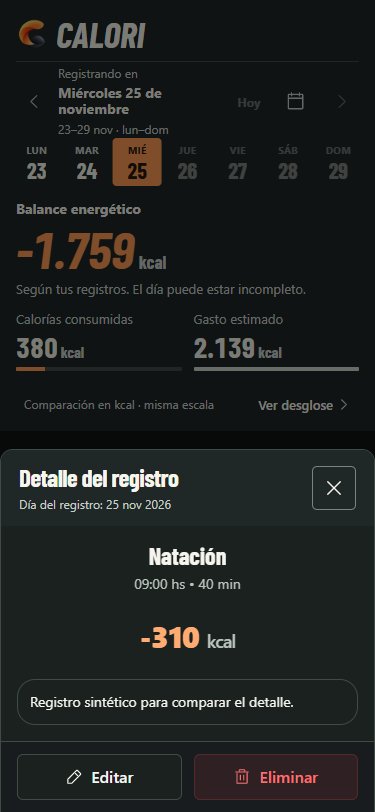 CALORI
Registrando en
Miércoles 25 de
noviembre
Hoy
23–29 nov · lun–dom
LUN MAR MIÉ JUE VIE SÁB DOM
23 24 25 26 27 28 29
Balance energético
-1.759 kcal
Según tus registros. El día puede estar incompleto.
Calorías consumidas Gasto estimado
380 kcal 2.139 kcal
Comparación en kcal · misma escala Ver desglose
Detalle del registro
Día del registro: 25 nov 2026
Natación
09:00 hs • 40 min
-310 kcal
Registro sintético para comparar el detalle.
Editar Eliminar